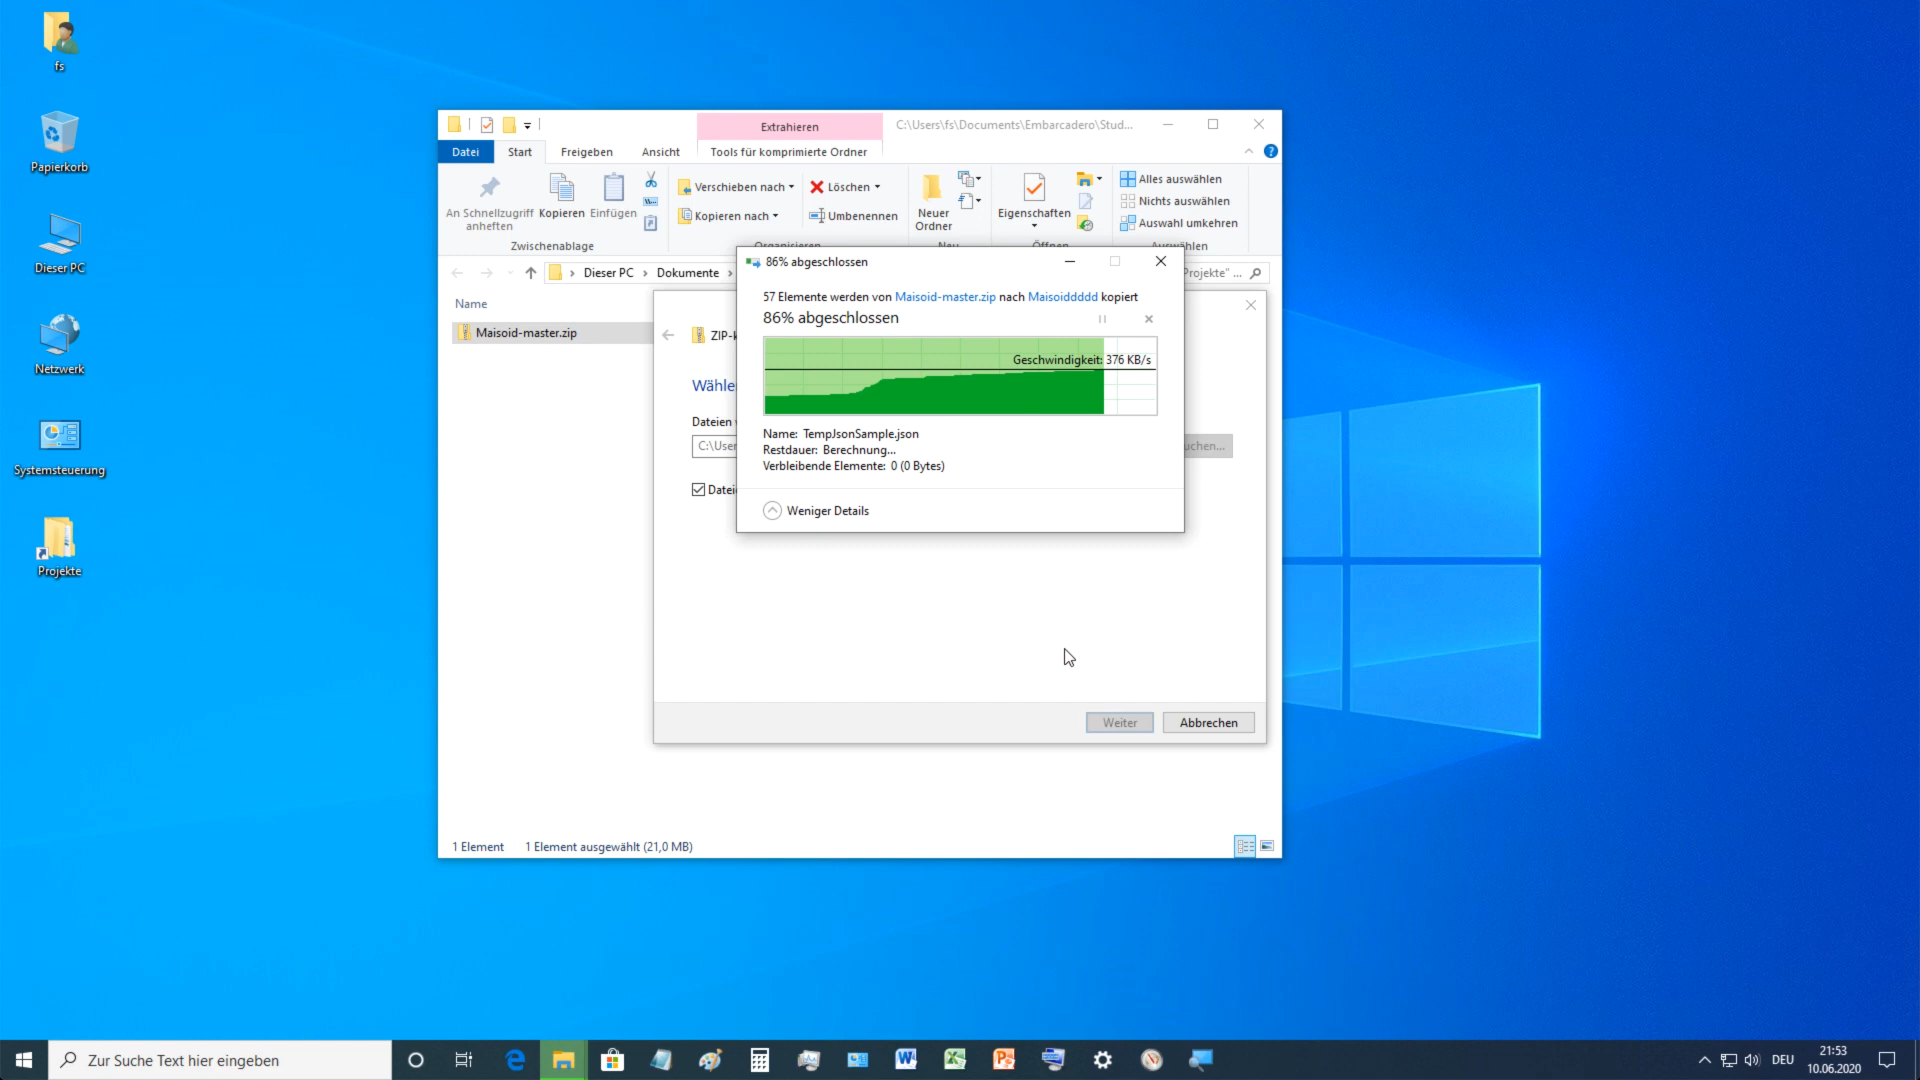 fs
Papierkorb
Dieser PC
Netzwerk
Systemsteuerung
Projekte
Extrahieren
C:\Users\fs\Documents\Embarcadero\Stud...
Datei
Start
Freigeben
Ansicht
Tools für komprimierte Ordner
An Schnellzugriff
anheften
Kopieren
Einfügen
Zwischenablage
Verschieben nach
Kopieren nach
Löschen
Umbenennen
Organisieren
Neuer
Ordner
Neu
Eigenschaften
Öffnen
Alles auswählen
Nichts auswählen
Auswahl umkehren
Auswählen
Dieser PC
Dokumente
Projekte" ...
Name
Maisoid-master.zip
86% abgeschlossen
57 Elemente werden von Maisoid-master.zip nach Maisoiddddd kopiert
86% abgeschlossen
Geschwindigkeit: 376 KB/s
Name: TempJsonSample.json
Restdauer: Berechnung...
Verbleibende Elemente: 0 (0 Bytes)
Weniger Details
Dateien
Weiter
Abbrechen
1 Element
1 Element ausgewählt (21,0 MB)
Zur Suche Text hier eingeben
DEU
21:53
10.06.2020